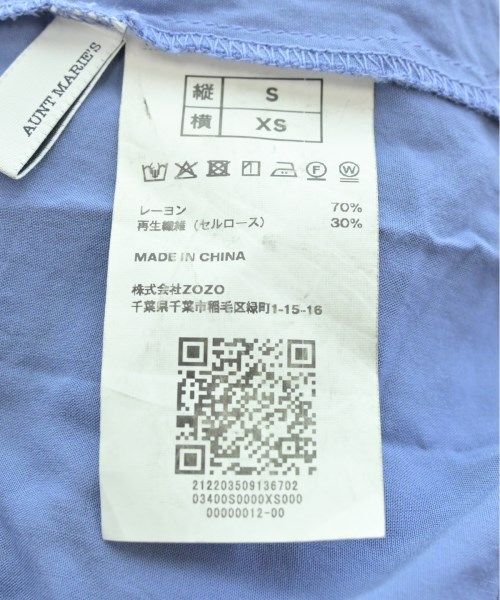 AUNT MARIE'S
縦 S
横 XS
F W
レーヨン 70%
再生繊維（セルロース） 30%
MADE IN CHINA
株式会社ZOZO
千葉県千葉市稲毛区緑町1-15-16
212203509136702
03400S0000XS000
00000012-00